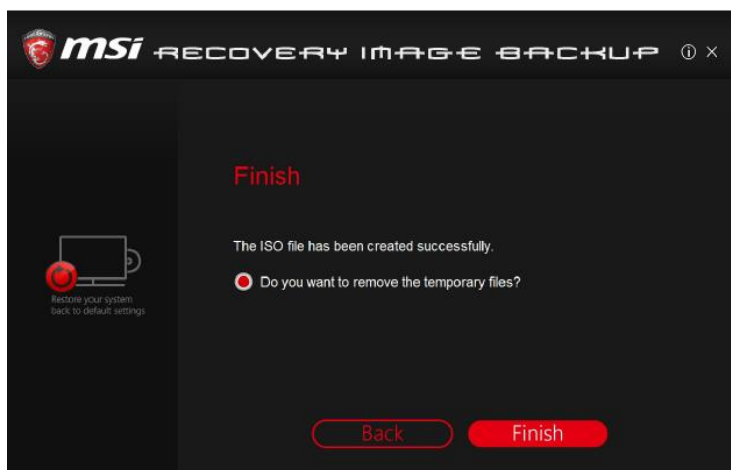 msi RECOVERY IMAGE BACKUP
Finish
The ISO file has been created successfully.
Do you want to remove the temporary files?
Restore your system
back to default settings
Back Finish